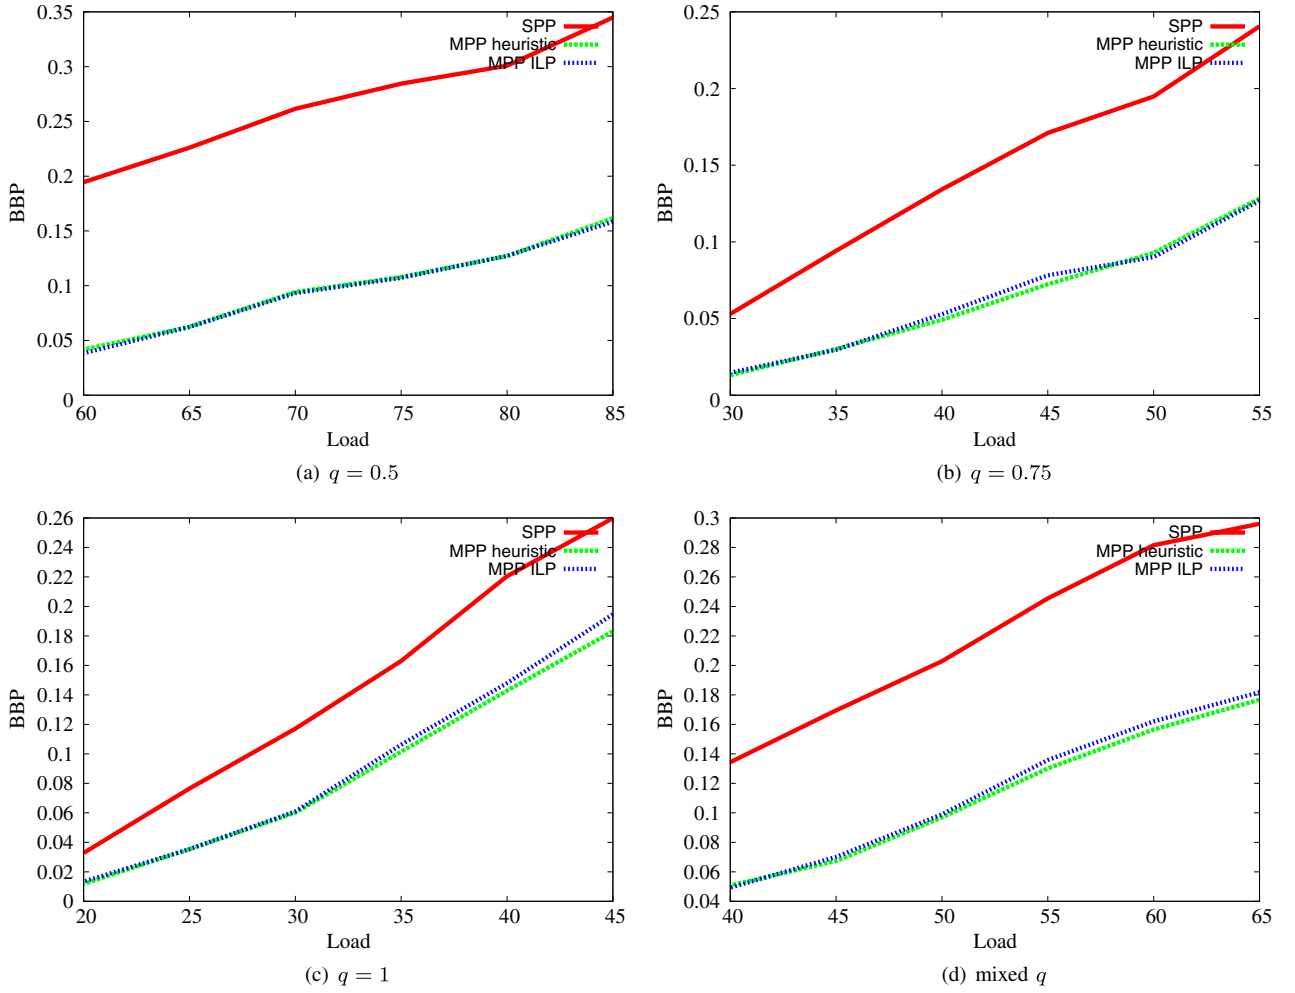 0.35
0.3
0.25
0.2
0.15
0.1
0.05
0
BBP
SPP
MPP heuristic
MPP ILP
60 65 70 75 80 85
Load
(a) q = 0.5
0.25
0.2
0.15
0.1
0.05
0
BBP
SPP
MPP heuristic
MPP ILP
30 35 40 45 50 55
Load
(b) q = 0.75
0.26
0.24
0.22
0.2
0.18
0.16
0.14
0.12
0.1
0.08
0.06
0.04
0.02
0
BBP
SPP
MPP heuristic
MPP ILP
20 25 30 35 40 45
Load
(c) q = 1
0.3
0.28
0.26
0.24
0.22
0.2
0.18
0.16
0.14
0.12
0.1
0.08
0.06
0.04
BBP
SPP
MPP heuristic
MPP ILP
40 45 50 55 60 65
Load
(d) mixed q